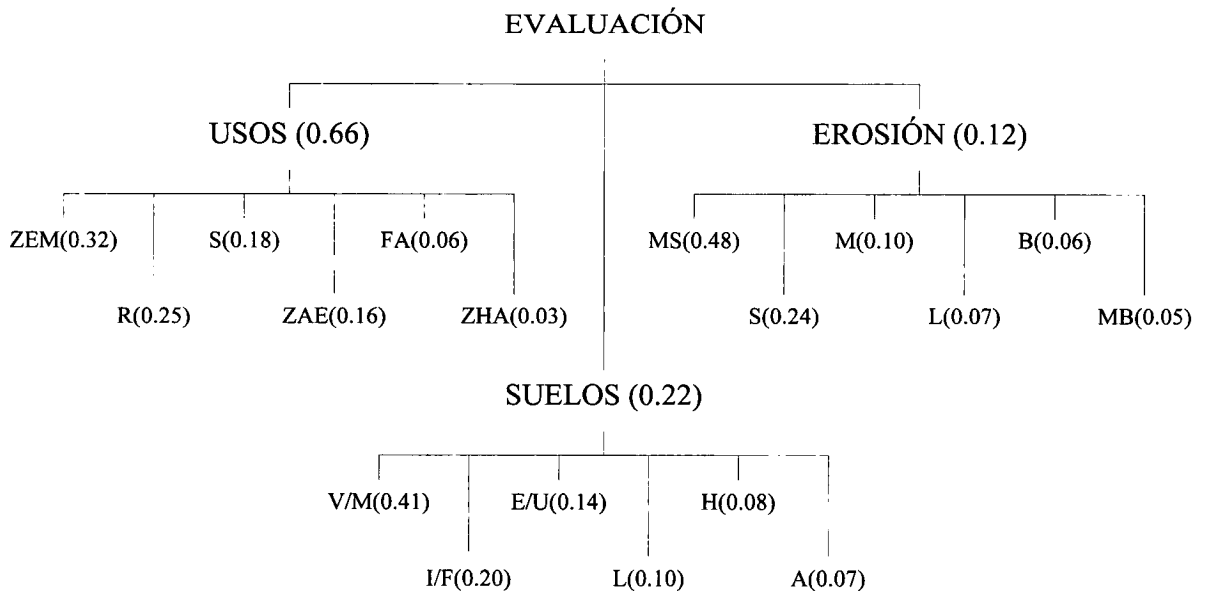 EVALUACIÓN
USOS (0.66)
EROSIÓN (0.12)
ZEM(0.32)
S(0.18)
FA(0.06)
MS(0.48)
M(0.10)
B(0.06)
R(0.25)
ZAE(0.16)
ZHA(0.03)
S(0.24)
L(0.07)
MB(0.05)
SUELOS (0.22)
V/M(0.41)
E/U(0.14)
H(0.08)
I/F(0.20)
L(0.10)
A(0.07)